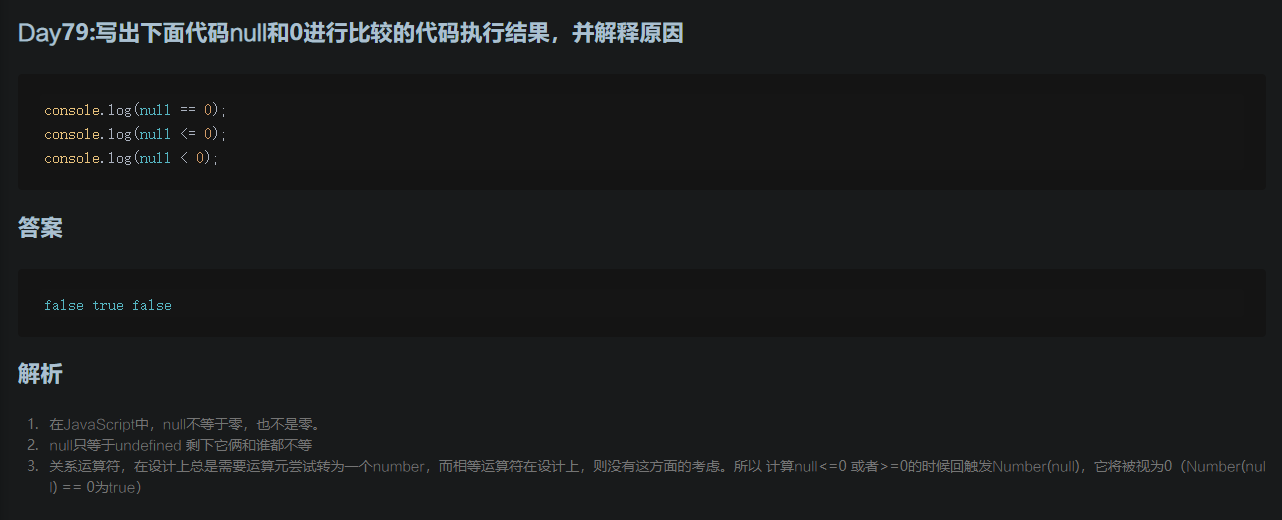 Day79:写出下面代码null和0进行比较的代码执行结果，并解释原因
console.log(null == 0);
console.log(null <= 0);
console.log(null < 0);
答案
false true false
解析
1. 在JavaScript中，null不等于零，也不是零。
2. null只等于undefined 剩下它俩和谁都不等
3. 关系运算符，在设计上总是需要运算元尝试转为一个number，而相等运算符在设计上，则没有这方面的考虑。所以 计算null<=0 或者>=0的时候回触发Number(null)，它将被视为0（Number(nul
l) == 0为true）